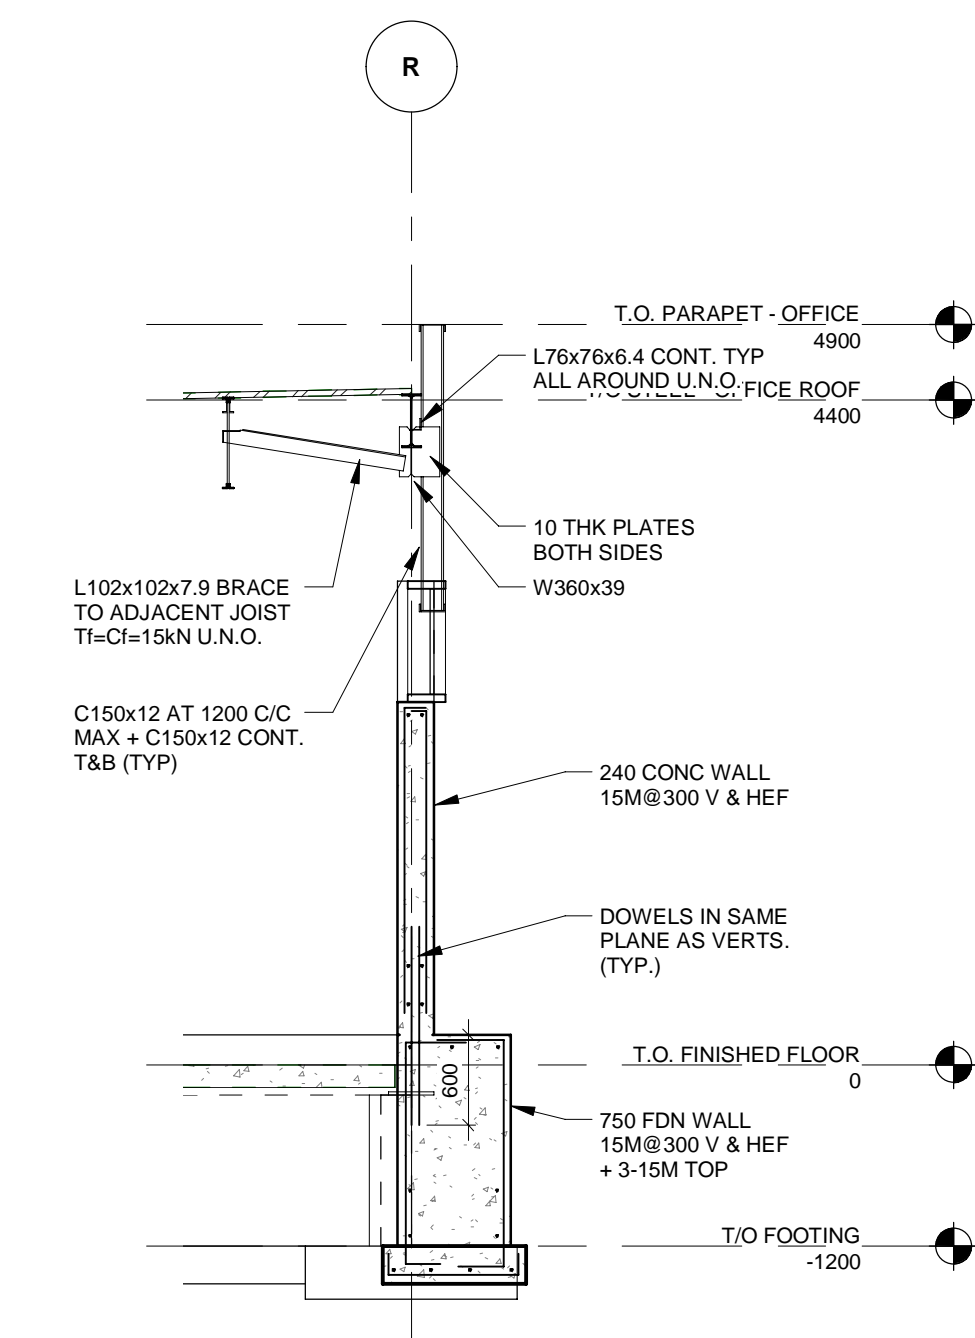 R
T.O. PARAPET - OFFICE
4900
L76x76x6.4 CONT. TYP
ALL AROUND U.N.O.
FICE ROOF
4400
10 THK PLATES
BOTH SIDES
W360x39
L102x102x7.9 BRACE
TO ADJACENT JOIST
Tf=Cf=15kN U.N.O.
C150x12 AT 1200 C/C
MAX + C150x12 CONT.
T&B (TYP)
240 CONC WALL
15M@300 V & HEF
DOWELS IN SAME
PLANE AS VERTS.
(TYP.)
T.O. FINISHED FLOOR
0
600
750 FDN WALL
15M@300 V & HEF
+ 3-15M TOP
T/O FOOTING
-1200